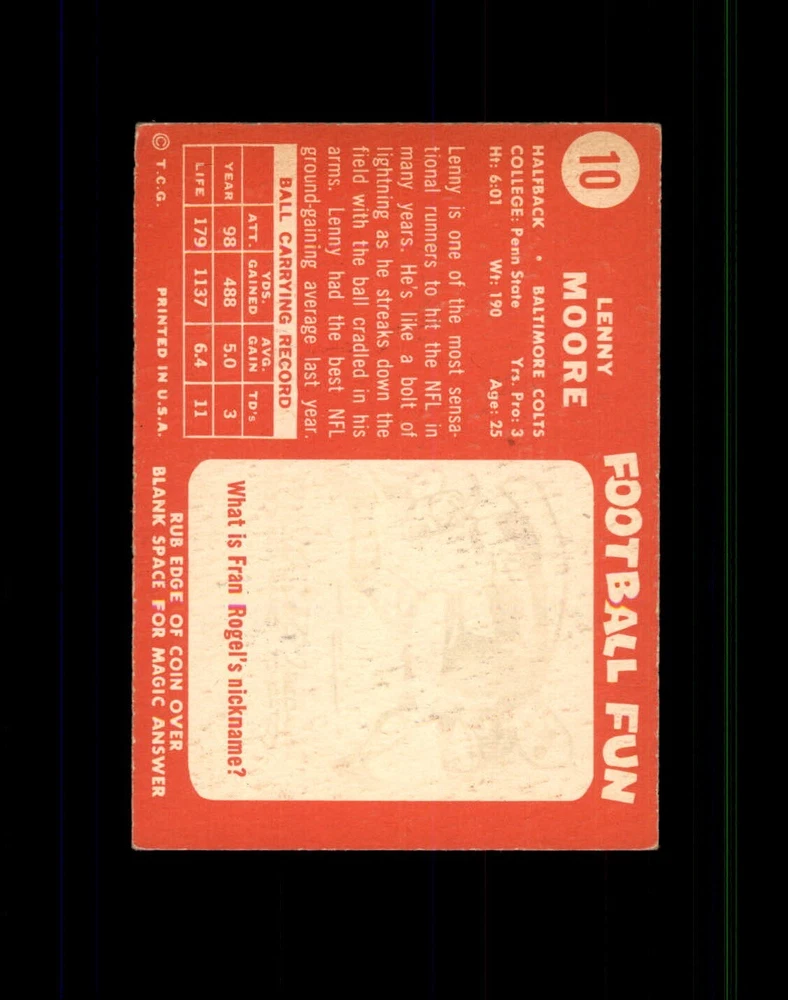 10
LENNY
MOORE
HALFBACK • BALTIMORE COLTS
COLLEGE: Penn State Yrs. Pro: 3
Ht: 6:01 Wt: 190 Age: 25
Lenny is one of the most sensa-
tional runners to hit the NFL in
many years. He's like a bolt of
lightning as he streaks down the
field with the ball cradled in his
arms. Lenny had the best NFL
ground-gaining average last year.
BALL CARRYING RECORD
ATT. YDS. GAINED AVG. GAIN TD's
YEAR 98 488 5.0 3
LIFE 179 1137 6.4 11
© T.C.G. PRINTED IN U.S.A.
FOOTBALL FUN
What is Fran Rogel's nickname?
RUB EDGE OF COIN OVER
BLANK SPACE FOR MAGIC ANSWER